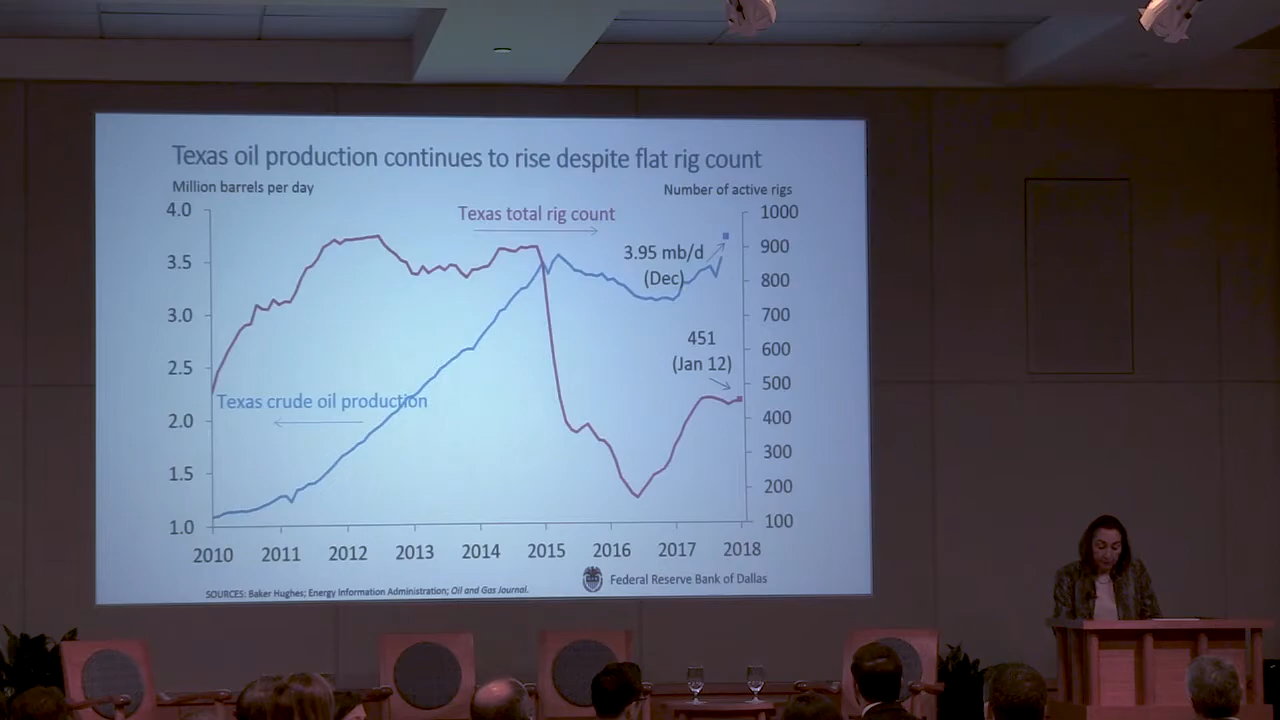 Texas oil production continues to rise despite flat rig count
Million barrels per day
Number of active rigs
4.0
3.5
3.0
2.5
2.0
1.5
1.0
Texas total rig count
3.95 mb/d
(Dec)
451
(Jan 12)
Texas crude oil production
1000
900
800
700
600
500
400
300
200
100
2010 2011 2012 2013 2014 2015 2016 2017 2018
SOURCES: Baker Hughes; Energy Information Administration; Oil and Gas Journal.
Federal Reserve Bank of Dallas